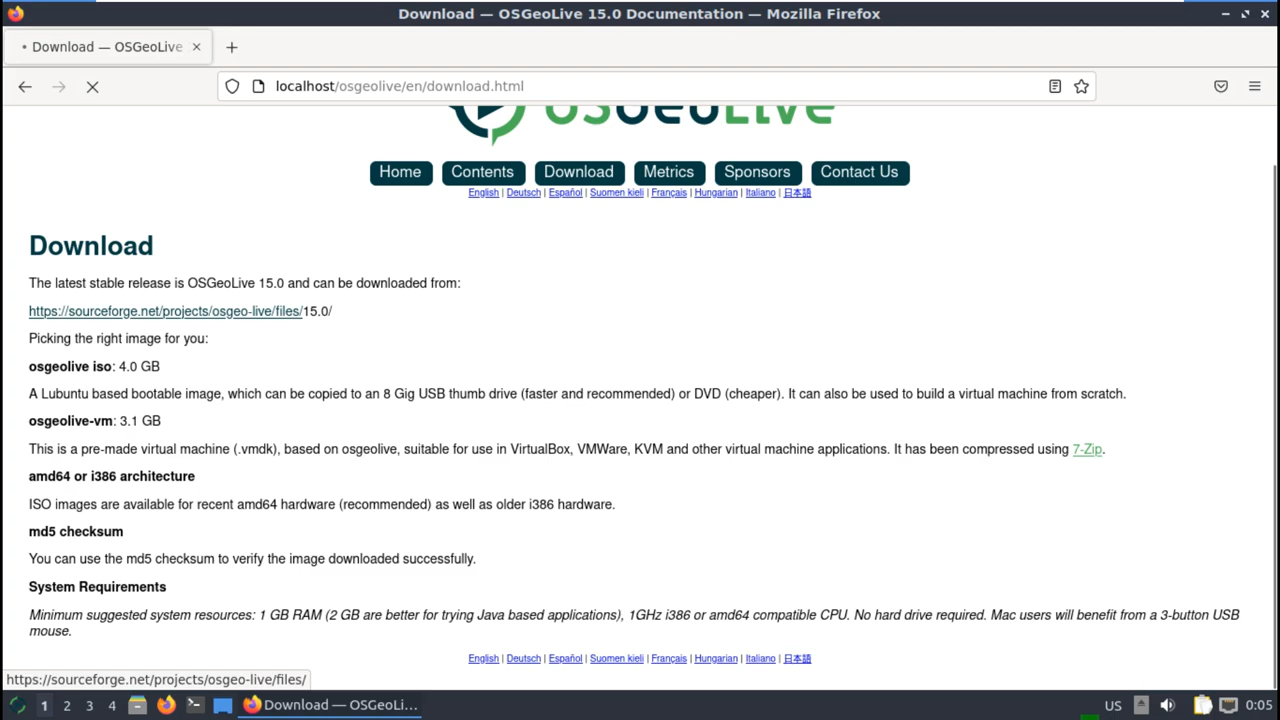 Download — OSGeoLive 15.0 Documentation — Mozilla Firefox
Download — OSGeoLive
localhost/osgeolive/en/download.html
OSGeoLive
Home Contents Download Metrics Sponsors Contact Us
English | Deutsch | Español | Suomen kieli | Français | Hungarian | Italiano | 日本語
Download
The latest stable release is OSGeoLive 15.0 and can be downloaded from:
https://sourceforge.net/projects/osgeo-live/files/15.0/
Picking the right image for you:
osgeolive iso: 4.0 GB
A Lubuntu based bootable image, which can be copied to an 8 Gig USB thumb drive (faster and recommended) or DVD (cheaper). It can also be used to build a virtual machine from scratch.
osgeolive-vm: 3.1 GB
This is a pre-made virtual machine (.vmdk), based on osgeolive, suitable for use in VirtualBox, VMWare, KVM and other virtual machine applications. It has been compressed using 7-Zip.
amd64 or i386 architecture
ISO images are available for recent amd64 hardware (recommended) as well as older i386 hardware.
md5 checksum
You can use the md5 checksum to verify the image downloaded successfully.
System Requirements
Minimum suggested system resources: 1 GB RAM (2 GB are better for trying Java based applications), 1GHz i386 or amd64 compatible CPU. No hard drive required. Mac users will benefit from a 3-button USB
mouse.
English | Deutsch | Español | Suomen kieli | Français | Hungarian | Italiano | 日本語
https://sourceforge.net/projects/osgeo-live/files/
1 2 3 4 Download — OSGeoLi... US 0:05